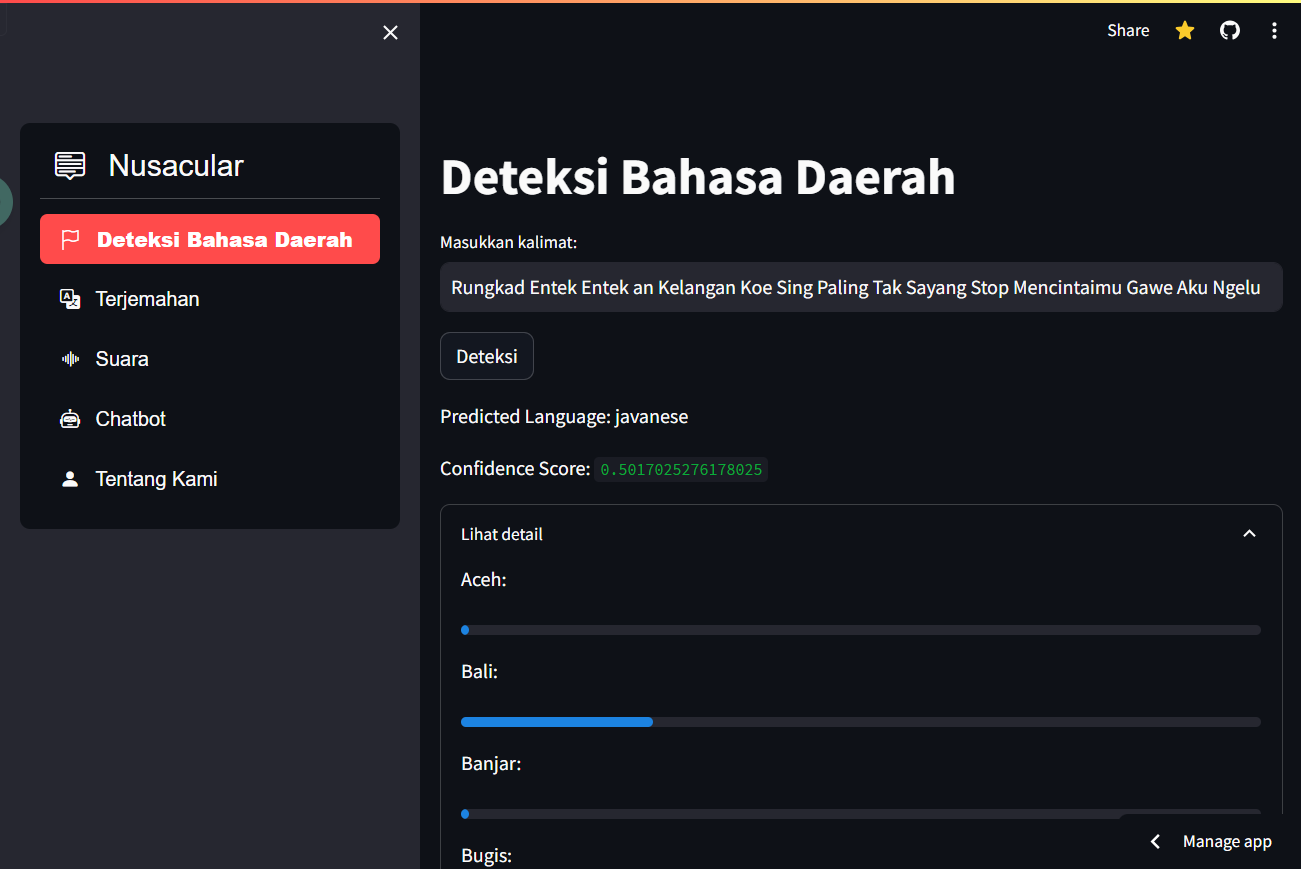 Share
Nusacular
Deteksi Bahasa Daerah
Terjemahan
Suara
Chatbot
Tentang Kami
Deteksi Bahasa Daerah
Masukkan kalimat:
Rungkad Entek Entek an Kelangan Koe Sing Paling Tak Sayang Stop Mencintaimu Gawe Aku Ngelu
Deteksi
Predicted Language: javanese
Confidence Score: 0.5017025276178025
Lihat detail
Aceh:
Bali:
Banjar:
Bugis:
Manage app